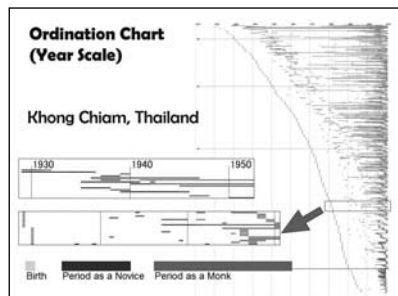 Ordination Chart
(Year Scale)
Khong Chiam, Thailand
1930 1940 1950
Birth Period as a Novice Period as a Monk